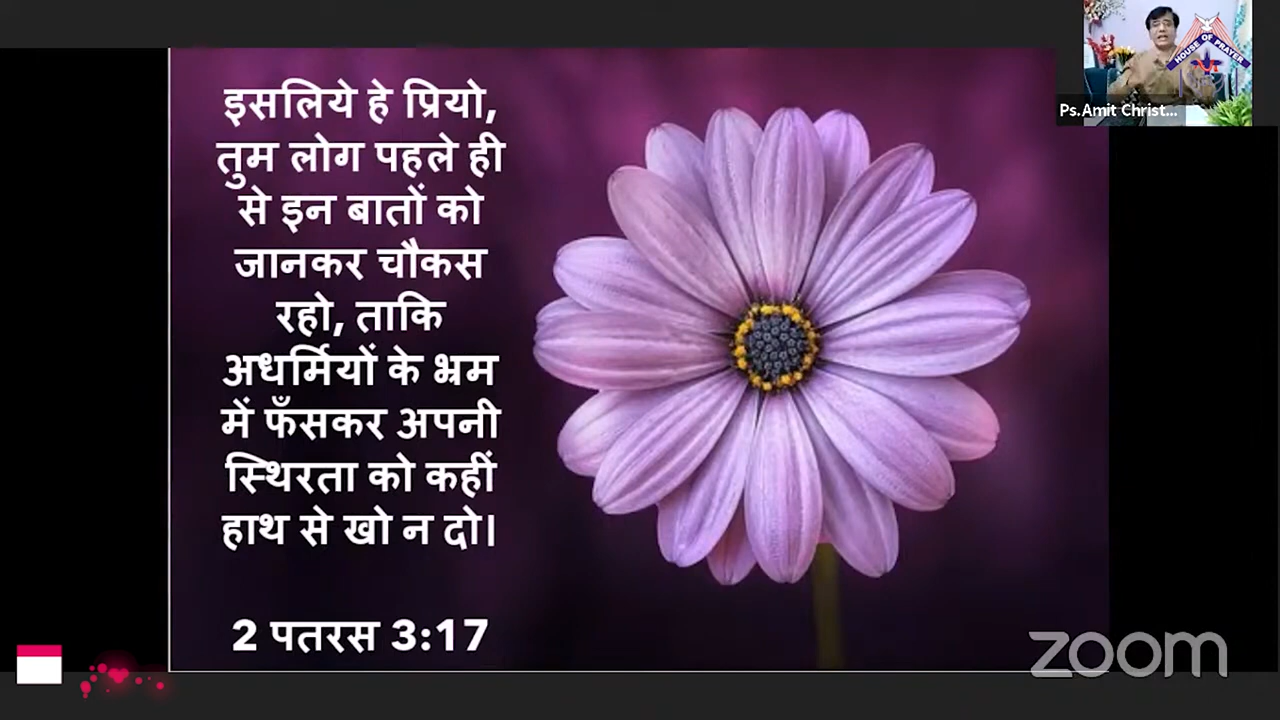 इसलिये हे प्रियो,
तुम लोग पहले ही
से इन बातों को
जानकर चौकस
रहो, ताकि
अधर्मियों के भ्रम
में फँसकर अपनी
स्थिरता को कहीं
हाथ से खो न दो।
2 पतरस 3:17
HOUSE OF PRAYER
Ps.Amit Christ...
zoom